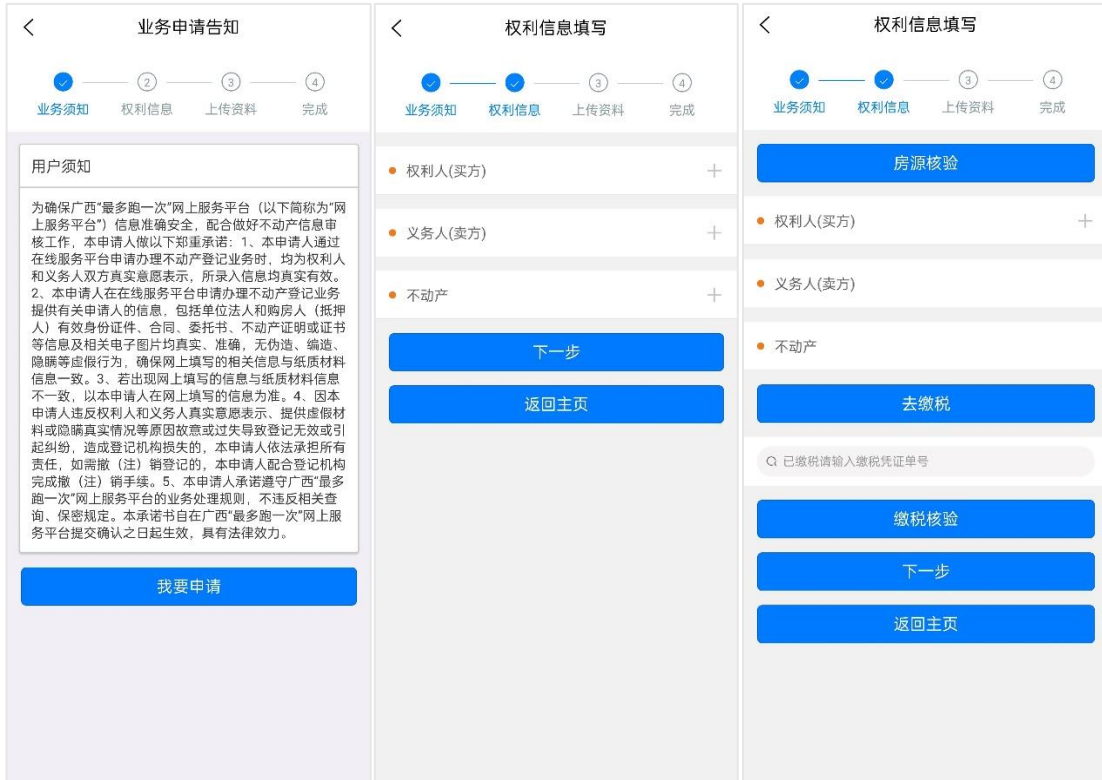 业务申请告知
2
3
4
业务须知
权利信息
上传资料
完成
用户须知
为确保广西“最多跑一次”网上服务平台（以下简称为“网
上服务平台”）信息准确安全，配合做好不动产信息审
核工作，本申请人做以下郑重承诺：1、本申请人通过
在线服务平台申请办理不动产登记业务时，均为权利人
和义务人双方真实意愿表示，所录入信息均真实有效。
2、本申请人在在线服务平台申请办理不动产登记业务
提供有关申请人的信息，包括单位法人和购房人（抵押
人）有效身份证件、合同、委托书、不动产证明或证书
等信息及相关电子图片均真实、准确，无伪造、编造、
隐瞒等虚假行为，确保网上填写的相关信息与纸质材料
信息一致。3、若出现网上填写的信息与纸质材料信息
不一致，以本申请人在网上填写的信息为准。4、因本
申请人违反权利人和义务人真实意愿表示、提供虚假材
料或隐瞒真实情况等原因故意或过失导致登记无效或引
起纠纷，造成登记机构损失的，本申请人依法承担所有
责任，如需撤（注）销登记的，本申请人配合登记机构
完成撤（注）销手续。5、本申请人承诺遵守广西“最多
跑一次”网上服务平台的业务处理规则，不违反相关查
询、保密规定。本承诺书自在广西“最多跑一次”网上服
务平台提交确认之日起生效，具有法律效力。
我要申请
权利信息填写
3
4
业务须知
权利信息
上传资料
完成
权利人(买方)
义务人(卖方)
不动产
下一步
返回主页
权利信息填写
3
4
业务须知
权利信息
上传资料
完成
房源核验
权利人(买方)
义务人(卖方)
不动产
去缴税
已缴税请输入缴税凭证单号
缴税核验
下一步
返回主页